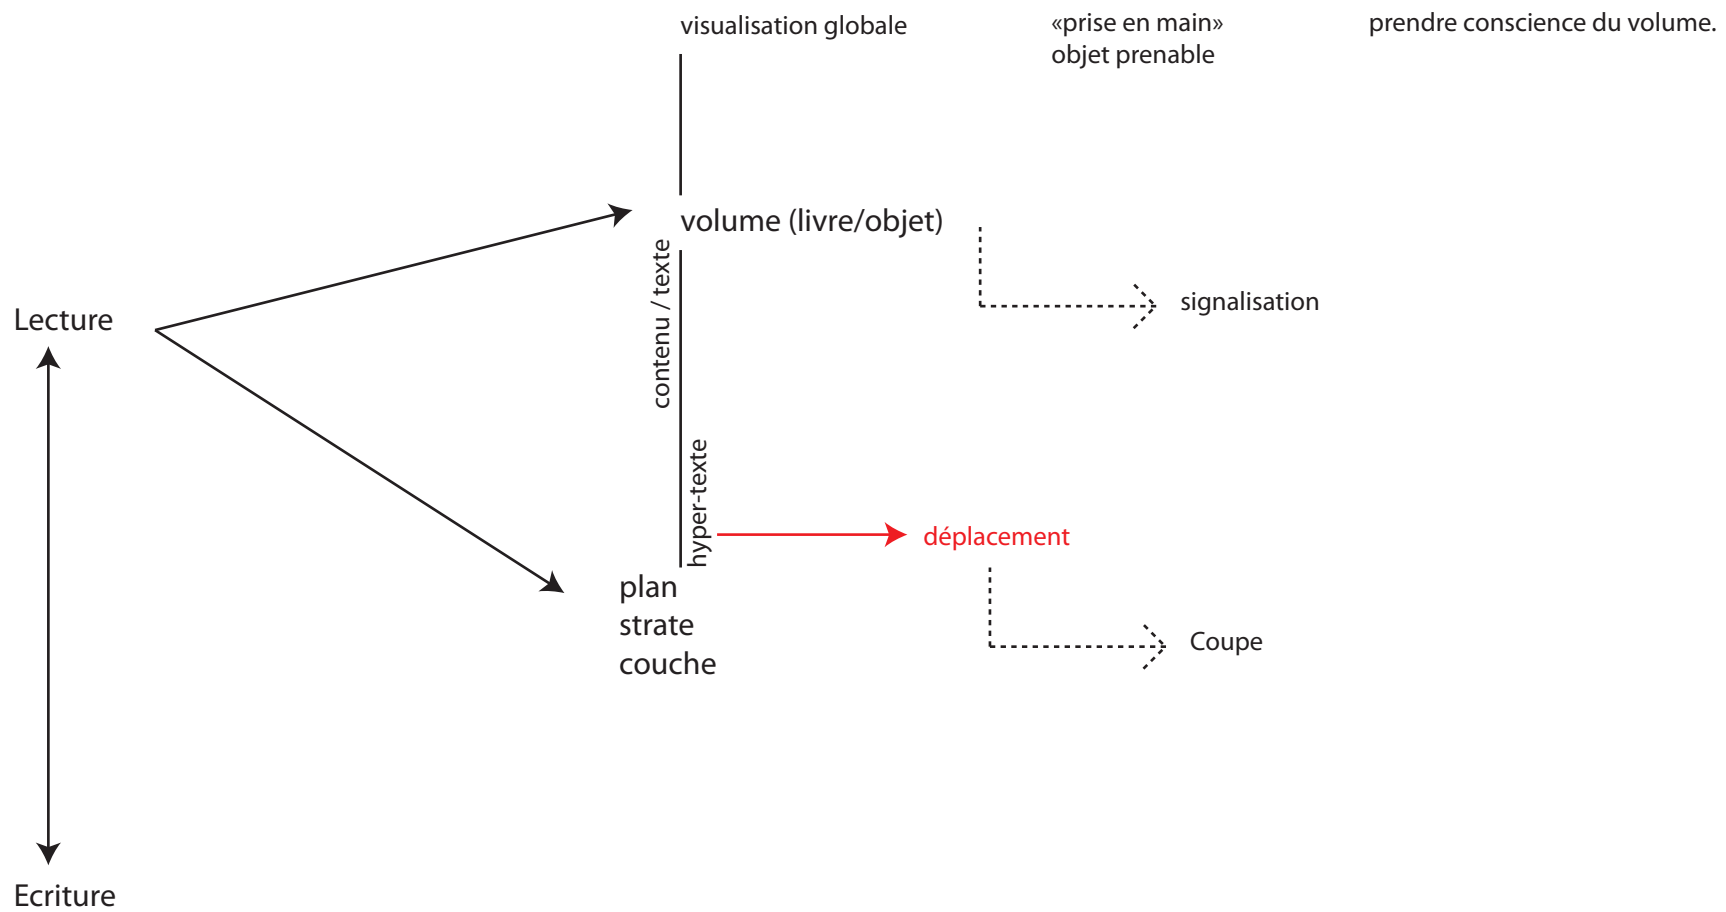 visualisation globale
«prise en main»
objet prenable
prendre conscience du volume.
volume (livre/objet)
contenu / texte
signalisation
Lecture
hyper-texte
déplacement
plan
strate
couche
Coupe
Ecriture